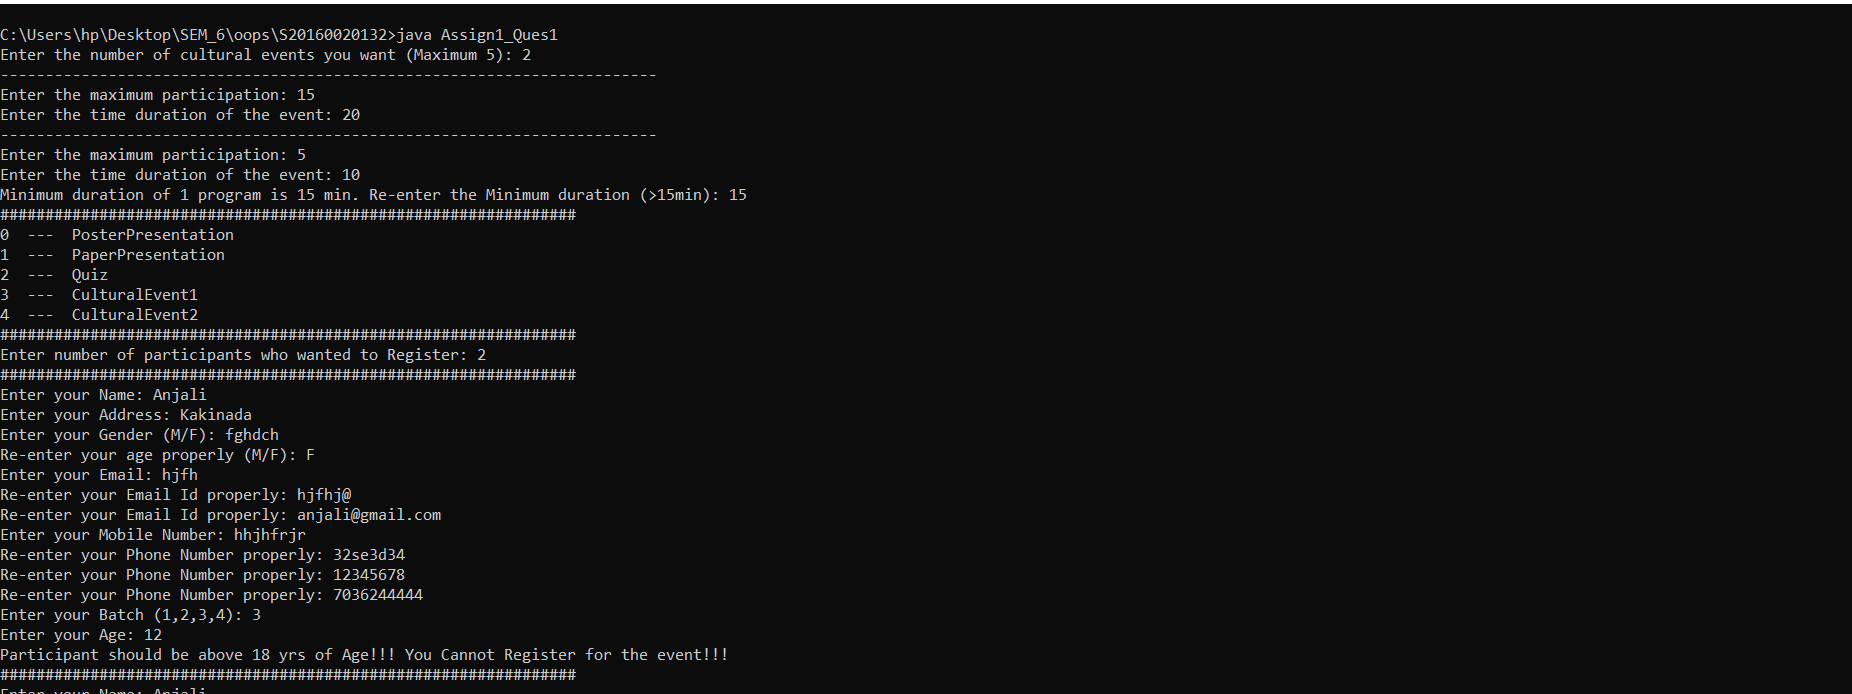 C:\Users\hp\Desktop\SEM_6\oops\S20160020132>java Assign1_Ques1
Enter the number of cultural events you want (Maximum 5): 2
-------------------------------------------------------------------------
Enter the maximum participation: 15
Enter the time duration of the event: 20
-------------------------------------------------------------------------
Enter the maximum participation: 5
Enter the time duration of the event: 10
Minimum duration of 1 program is 15 min. Re-enter the Minimum duration (>15min): 15
################################################################
0  ---  PosterPresentation
1  ---  PaperPresentation
2  ---  Quiz
3  ---  CulturalEvent1
4  ---  CulturalEvent2
################################################################
Enter number of participants who wanted to Register: 2
################################################################
Enter your Name: Anjali
Enter your Address: Kakinada
Enter your Gender (M/F): fghdch
Re-enter your age properly (M/F): F
Enter your Email: hjfh
Re-enter your Email Id properly: hjfhj@
Re-enter your Email Id properly: anjali@gmail.com
Enter your Mobile Number: hhjhfrjr
Re-enter your Phone Number properly: 32se3d34
Re-enter your Phone Number properly: 12345678
Re-enter your Phone Number properly: 7036244444
Enter your Batch (1,2,3,4): 3
Enter your Age: 12
Participant should be above 18 yrs of Age!!! You Cannot Register for the event!!!
################################################################
Enter your Name: Anjali